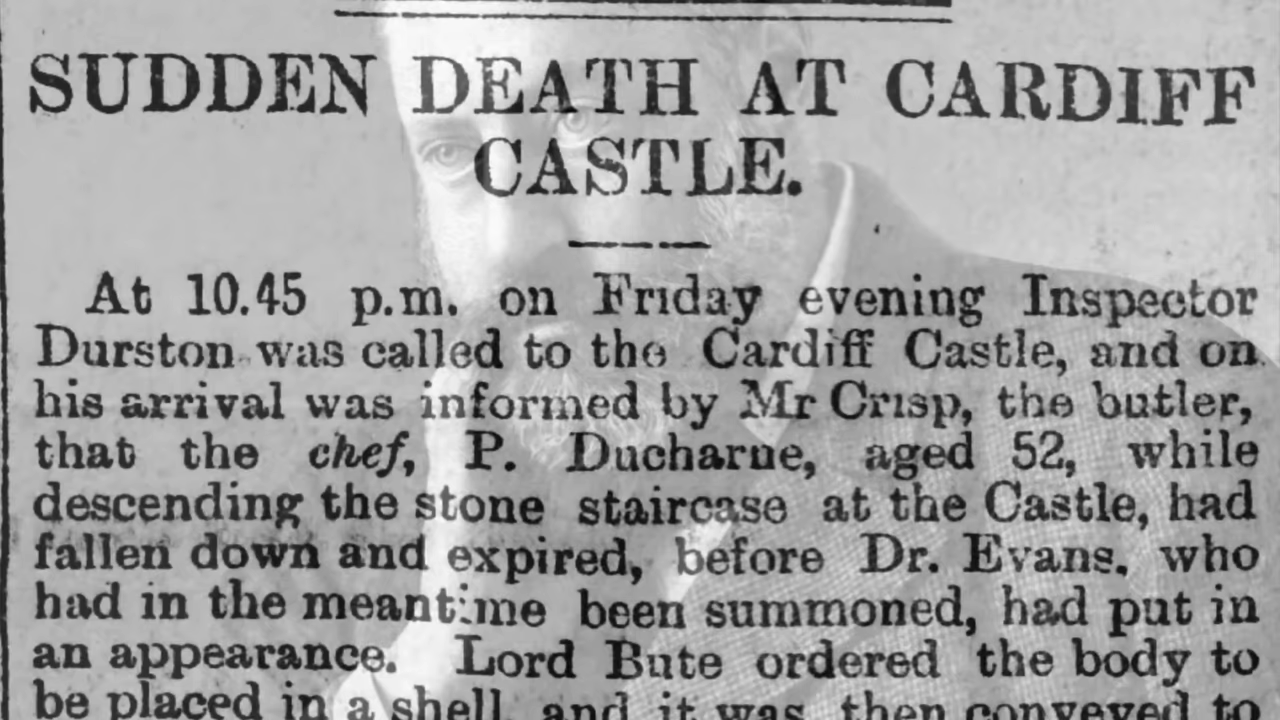 SUDDEN DEATH AT CARDIFF
CASTLE.
At 10.45 p.m. on Friday evening Inspector
Durston was called to the Cardiff Castle, and on
his arrival was informed by Mr Crisp, the butler,
that the chef, P. Ducharne, aged 52, while
descending the stone staircase at the Castle, had
fallen down and expired, before Dr. Evans, who
had in the meantime been summoned, had put in
an appearance. Lord Bute ordered the body to
be placed in a shell, and it was then conveyed to